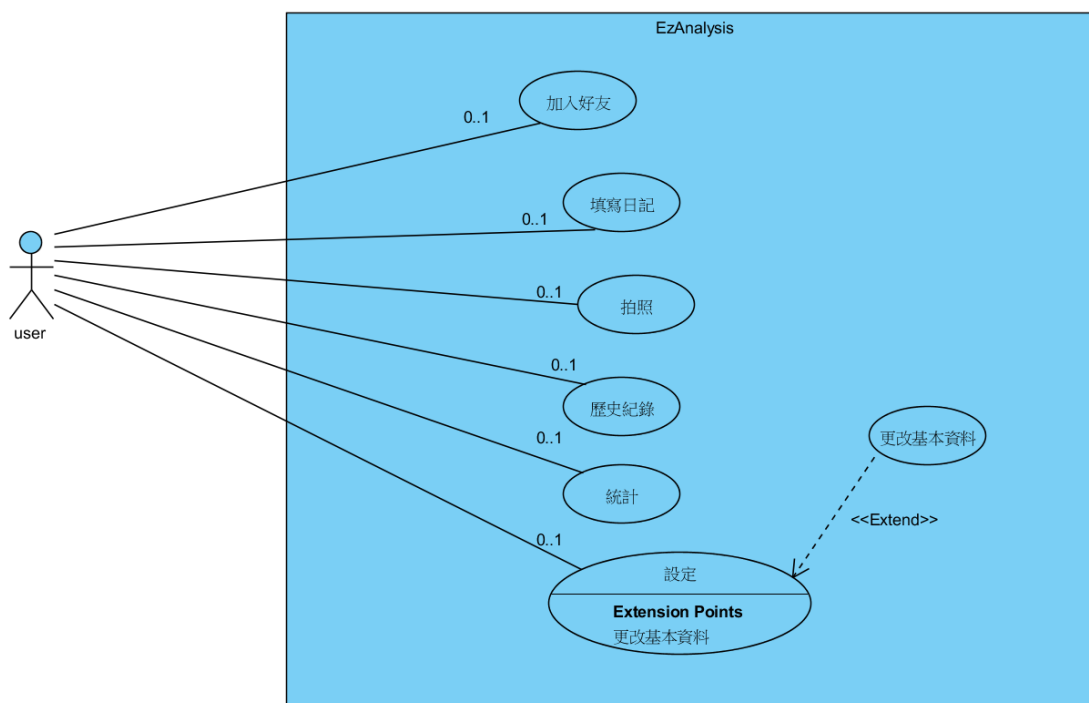 EzAnalysis
加入好友
0..1
填寫日記
0..1
拍照
0..1
user
歷史紀錄
0..1
更改基本資料
統計
0..1
<<Extend>>
0..1
設定
Extension Points
更改基本資料